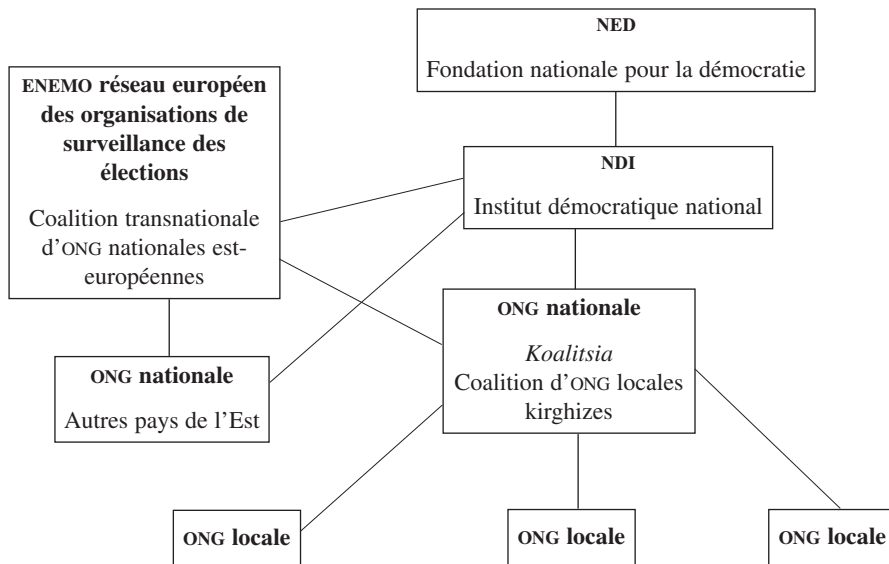 NED
Fondation nationale pour la démocratie
ENEMO réseau européen
des organisations de
surveillance des
élections
Coalition transnationale
d’ONG nationales est-
européennes
NDI
Institut démocratique national
ONG nationale
Koalitsia
Coalition d’ONG locales
kirghizes
ONG nationale
Autres pays de l’Est
ONG locale
ONG locale
ONG locale